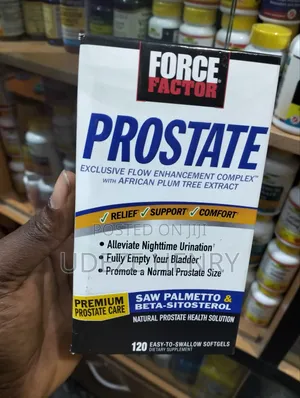 FORCE
FACTOR
PROSTATE
EXCLUSIVE FLOW ENHANCEMENT COMPLEX™
WITH AFRICAN PLUM TREE EXTRACT
✓ RELIEF ✓ SUPPORT ✓ COMFORT
POSTED ON JIJI
• Alleviate Nighttime Urination
• Fully Empty Your Bladder
• Promote a Normal Prostate Size
PREMIUM
PROSTATE CARE
SAW PALMETTO &
BETA-SITOSTEROL
NATURAL PROSTATE HEALTH SOLUTION
120 EASY-TO-SWALLOW SOFTGELS
DIETARY SUPPLEMENT